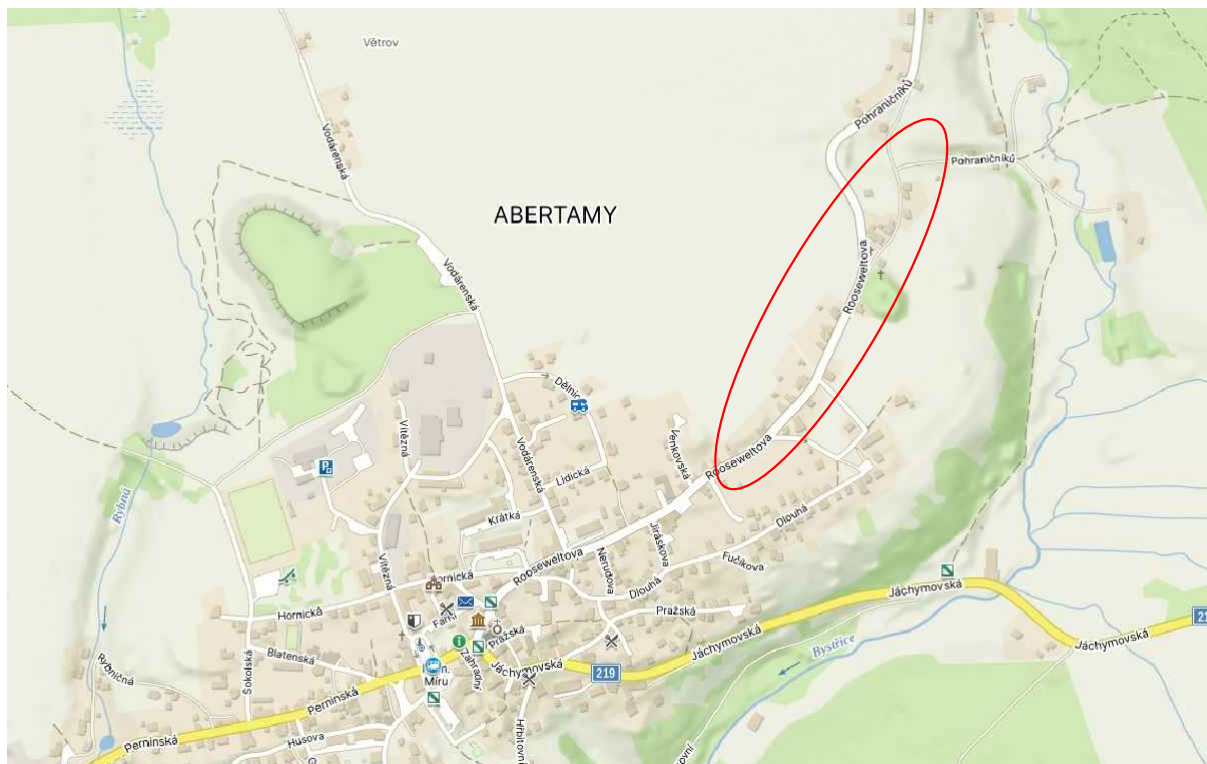 Větrov
Pohraničníků
Vodárenská
Pohraničníků
ABERTAMY
Vodárenská
Rooseweltova
Dělnic
Vítězná
Vodárenská
Venkovská
Rooseweltova
Lidická
Rybná
Krátká
Dlouhá
Jiráskova
Vítězná
Rooseweltova
Nerudova
Fučíkova
Hornická
Dlouhá
Jáchymovská
Hornická
Pražská
Farní
Pražská
Jáchymovská
Bystřice
Jáchymovská
Blatenská
Zahradný
Jáchymovská
219
Rybničná
Sokolská
Míru
Perninská
Hřbitovn
Perninská
Husova